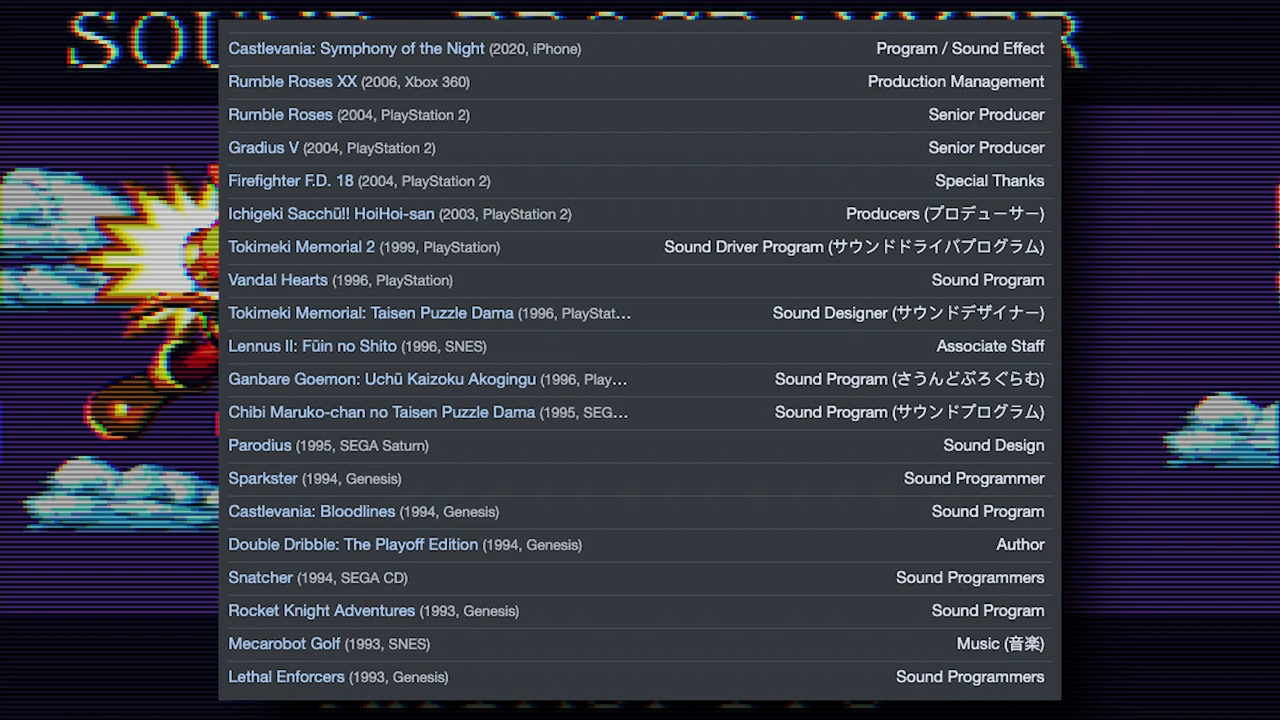 Castlevania: Symphony of the Night (2020, iPhone) Program / Sound Effect
Rumble Roses XX (2006, Xbox 360) Production Management
Rumble Roses (2004, PlayStation 2) Senior Producer
Gradius V (2004, PlayStation 2) Senior Producer
Firefighter F.D. 18 (2004, PlayStation 2) Special Thanks
Ichigeki Sacchū!! HoiHoi-san (2003, PlayStation 2) Producers (プロデューサー)
Tokimeki Memorial 2 (1999, PlayStation) Sound Driver Program (サウンドドライバプログラム)
Vandal Hearts (1996, PlayStation) Sound Program
Tokimeki Memorial: Taisen Puzzle Dama (1996, PlayStat... Sound Designer (サウンドデザイナー)
Lennus II: Fūin no Shito (1996, SNES) Associate Staff
Ganbare Goemon: Uchū Kaizoku Akogingu (1996, Play... Sound Program (さうんどぷろぐらむ)
Chibi Maruko-chan no Taisen Puzzle Dama (1995, SEG... Sound Program (サウンドプログラム)
Parodius (1995, SEGA Saturn) Sound Design
Sparkster (1994, Genesis) Sound Programmer
Castlevania: Bloodlines (1994, Genesis) Sound Program
Double Dribble: The Playoff Edition (1994, Genesis) Author
Snatcher (1994, SEGA CD) Sound Programmers
Rocket Knight Adventures (1993, Genesis) Sound Program
Mecarobot Golf (1993, SNES) Music (音楽)
Lethal Enforcers (1993, Genesis) Sound Programmers